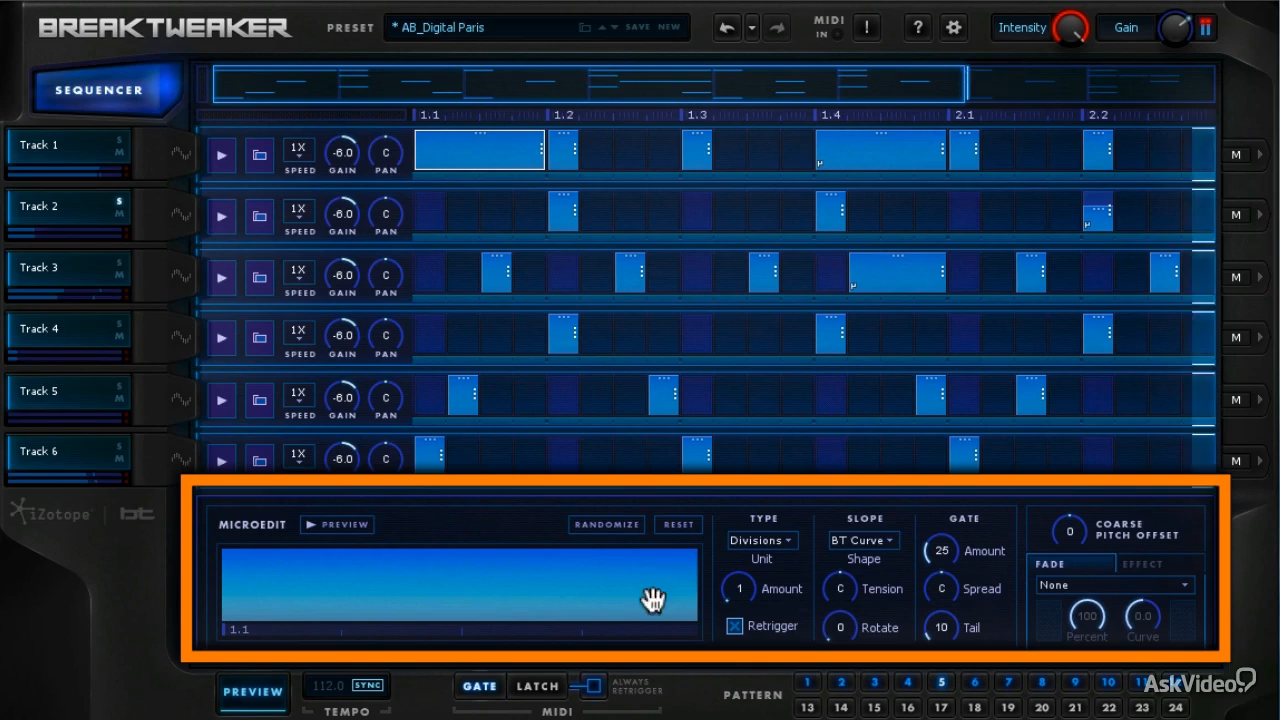 BREAKTWEAKER PRESET * AB_Digital Paris SAVE NEW MIDI IN ! ? Intensity Gain
SEQUENCER
1.1 1.2 1.3 1.4 2.1 2.2
Track 1 S M 1X SPEED -6.0 GAIN C PAN M
Track 2 S M 1X SPEED -6.0 GAIN C PAN M
Track 3 S M 1X SPEED -6.0 GAIN C PAN M
Track 4 S M 1X SPEED -6.0 GAIN C PAN M
Track 5 S M 1X SPEED -6.0 GAIN C PAN M
Track 6 S M 1X SPEED -6.0 GAIN C M
iZotope bt
MICROEDIT PREVIEW RANDOMIZE RESET TYPE SLOPE GATE 0 COARSE PITCH OFFSET
Divisions BT Curve 25 Amount
Unit Shape FADE EFFECT
1 Amount C Tension C Spread None
1.1 Retrigger 0 Rotate 10 Tail 100 0.0
Percent Curve
PREVIEW 112.0 SYNC GATE LATCH ALWAYS RETRIGGER PATTERN 1 2 3 4 5 6 7 8 9 10
TEMPO MIDI 13 14 15 16 17 18 19 20 21 22 23 24
AskVideo